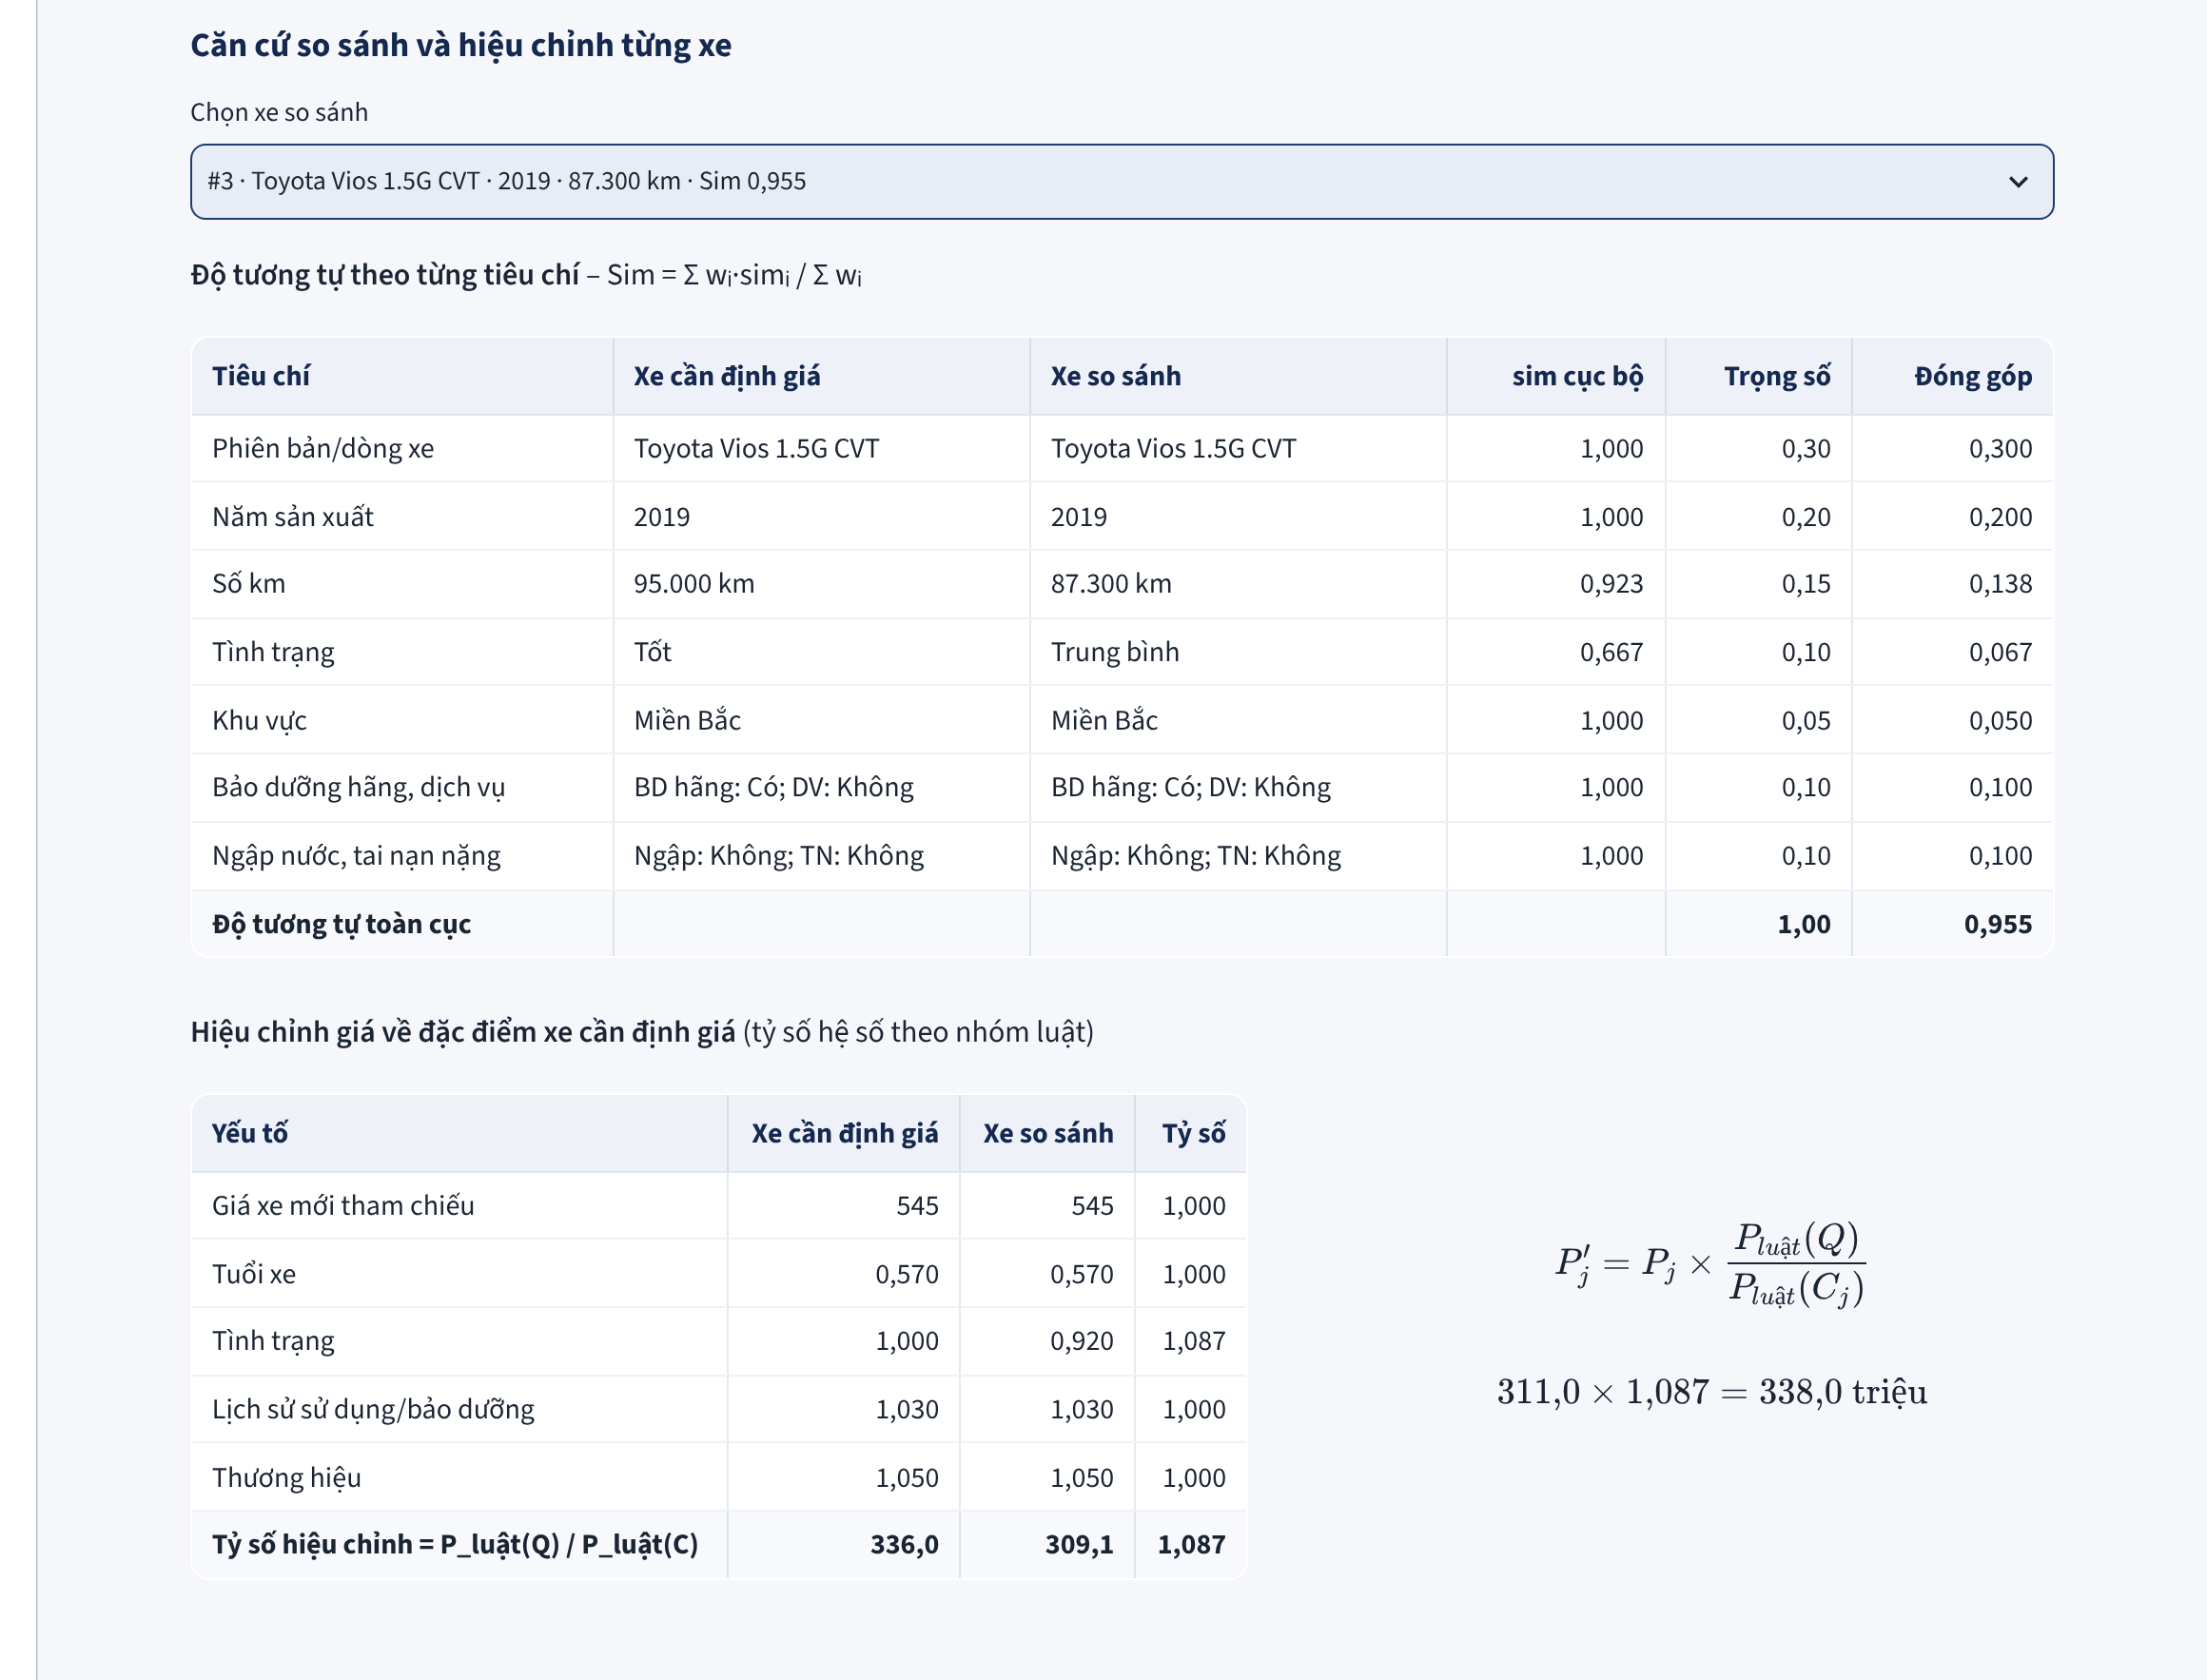 Căn cứ so sánh và hiệu chỉnh từng xe
Chọn xe so sánh
#3 · Toyota Vios 1.5G CVT · 2019 · 87.300 km · Sim 0,955
Độ tương tự theo từng tiêu chí – Sim = Σ wᵢ·simᵢ / Σ wᵢ
Tiêu chí Xe cần định giá Xe so sánh sim cục bộ Trọng số Đóng góp
Phiên bản/dòng xe Toyota Vios 1.5G CVT Toyota Vios 1.5G CVT 1,000 0,30 0,300
Năm sản xuất 2019 2019 1,000 0,20 0,200
Số km 95.000 km 87.300 km 0,923 0,15 0,138
Tình trạng Tốt Trung bình 0,667 0,10 0,067
Khu vực Miền Bắc Miền Bắc 1,000 0,05 0,050
Bảo dưỡng hãng, dịch vụ BD hãng: Có; DV: Không BD hãng: Có; DV: Không 1,000 0,10 0,100
Ngập nước, tai nạn nặng Ngập: Không; TN: Không Ngập: Không; TN: Không 1,000 0,10 0,100
Độ tương tự toàn cục 1,00 0,955
Hiệu chỉnh giá về đặc điểm xe cần định giá (tỷ số hệ số theo nhóm luật)
Yếu tố Xe cần định giá Xe so sánh Tỷ số
Giá xe mới tham chiếu 545 545 1,000
Tuổi xe 0,570 0,570 1,000
Tình trạng 1,000 0,920 1,087
Lịch sử sử dụng/bảo dưỡng 1,030 1,030 1,000
Thương hiệu 1,050 1,050 1,000
Tỷ số hiệu chỉnh = P_luật(Q) / P_luật(C) 336,0 309,1 1,087
P′j = Pj × Pluật(Q) / Pluật(Cj)
311,0 × 1,087 = 338,0 triệu